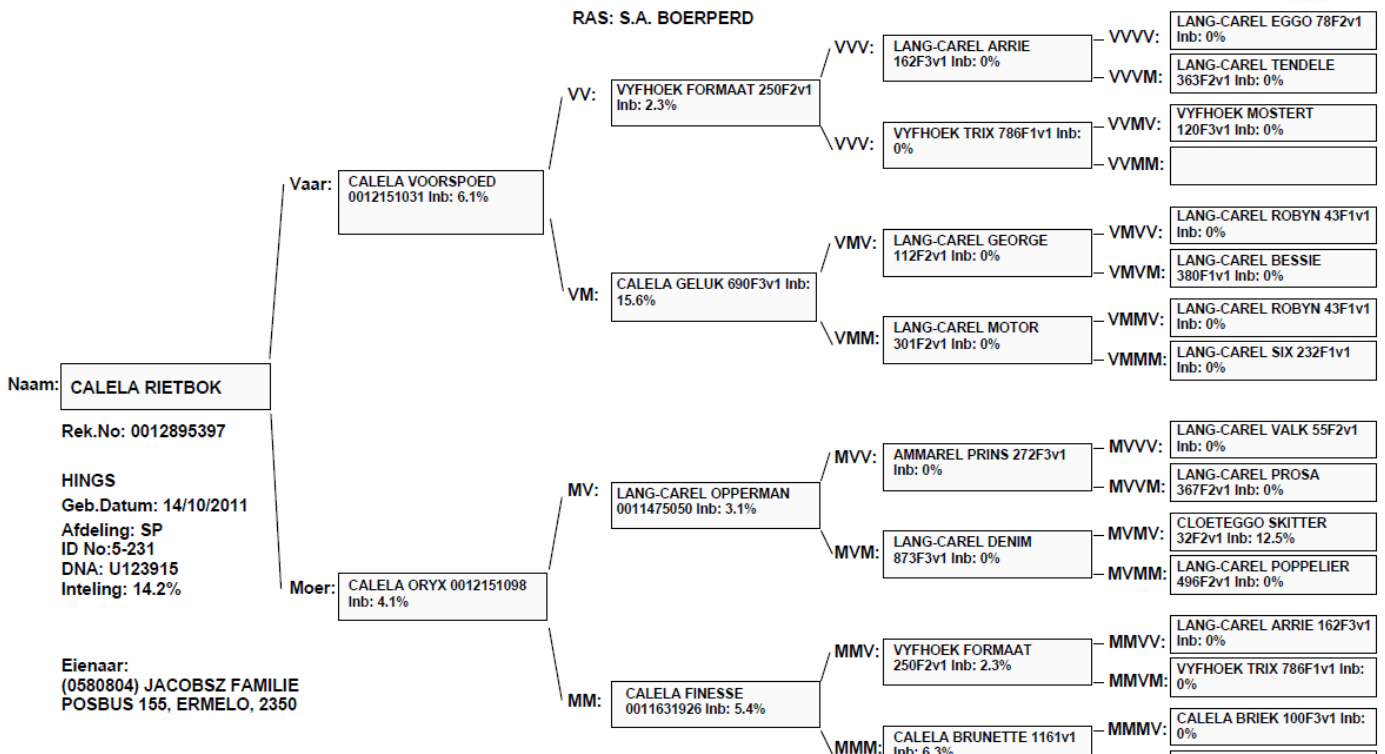 RAS: S.A. BOERPERD
Naam:
CALELA RIETBOK
Rek.No: 0012895397
HINGS
Geb.Datum: 14/10/2011
Afdeling: SP
ID No:5-231
DNA: U123915
Inteling: 14.2%
Eienaar:
(0580804) JACOBSZ FAMILIE
POSBUS 155, ERMELO, 2350
Vaar:
CALELA VOORSPOED
0012151031 Inb: 6.1%
Moer:
CALELA ORYX 0012151098
Inb: 4.1%
VV:
VYFHOEK FORMAAT 250F2v1
Inb: 2.3%
VM:
CALELA GELUK 690F3v1 Inb:
15.6%
MV:
LANG-CAREL OPPERMAN
0011475050 Inb: 3.1%
MM:
CALELA FINESSE
0011631926 Inb: 5.4%
VVV:
LANG-CAREL ARRIE
162F3v1 Inb: 0%
VVV:
VYFHOEK TRIX 786F1v1 Inb:
0%
VMV:
LANG-CAREL GEORGE
112F2v1 Inb: 0%
VMM:
LANG-CAREL MOTOR
301F2v1 Inb: 0%
MVV:
AMMAREL PRINS 272F3v1
Inb: 0%
MVM:
LANG-CAREL DENIM
873F3v1 Inb: 0%
MMV:
VYFHOEK FORMAAT
250F2v1 Inb: 2.3%
MMM:
CALELA BRUNETTE 1161v1
Inb: 6.3%
VVVV:
LANG-CAREL EGGO 78F2v1
Inb: 0%
VVVM:
LANG-CAREL TENDELE
363F2v1 Inb: 0%
VVMV:
VYFHOEK MOSTERT
120F3v1 Inb: 0%
VVMM:
VMVV:
LANG-CAREL ROBYN 43F1v1
Inb: 0%
VMVM:
LANG-CAREL BESSIE
380F1v1 Inb: 0%
VMMV:
LANG-CAREL ROBYN 43F1v1
Inb: 0%
VMMM:
LANG-CAREL SIX 232F1v1
Inb: 0%
MVVV:
LANG-CAREL VALK 55F2v1
Inb: 0%
MVVM:
LANG-CAREL PROSA
367F2v1 Inb: 0%
MVMV:
CLOETEGGO SKITTER
32F2v1 Inb: 12.5%
MVMM:
LANG-CAREL POPPELIER
496F2v1 Inb: 0%
MMVV:
LANG-CAREL ARRIE 162F3v1
Inb: 0%
MMVM:
VYFHOEK TRIX 786F1v1 Inb:
0%
MMMV:
CALELA BRIEK 100F3v1 Inb:
0%